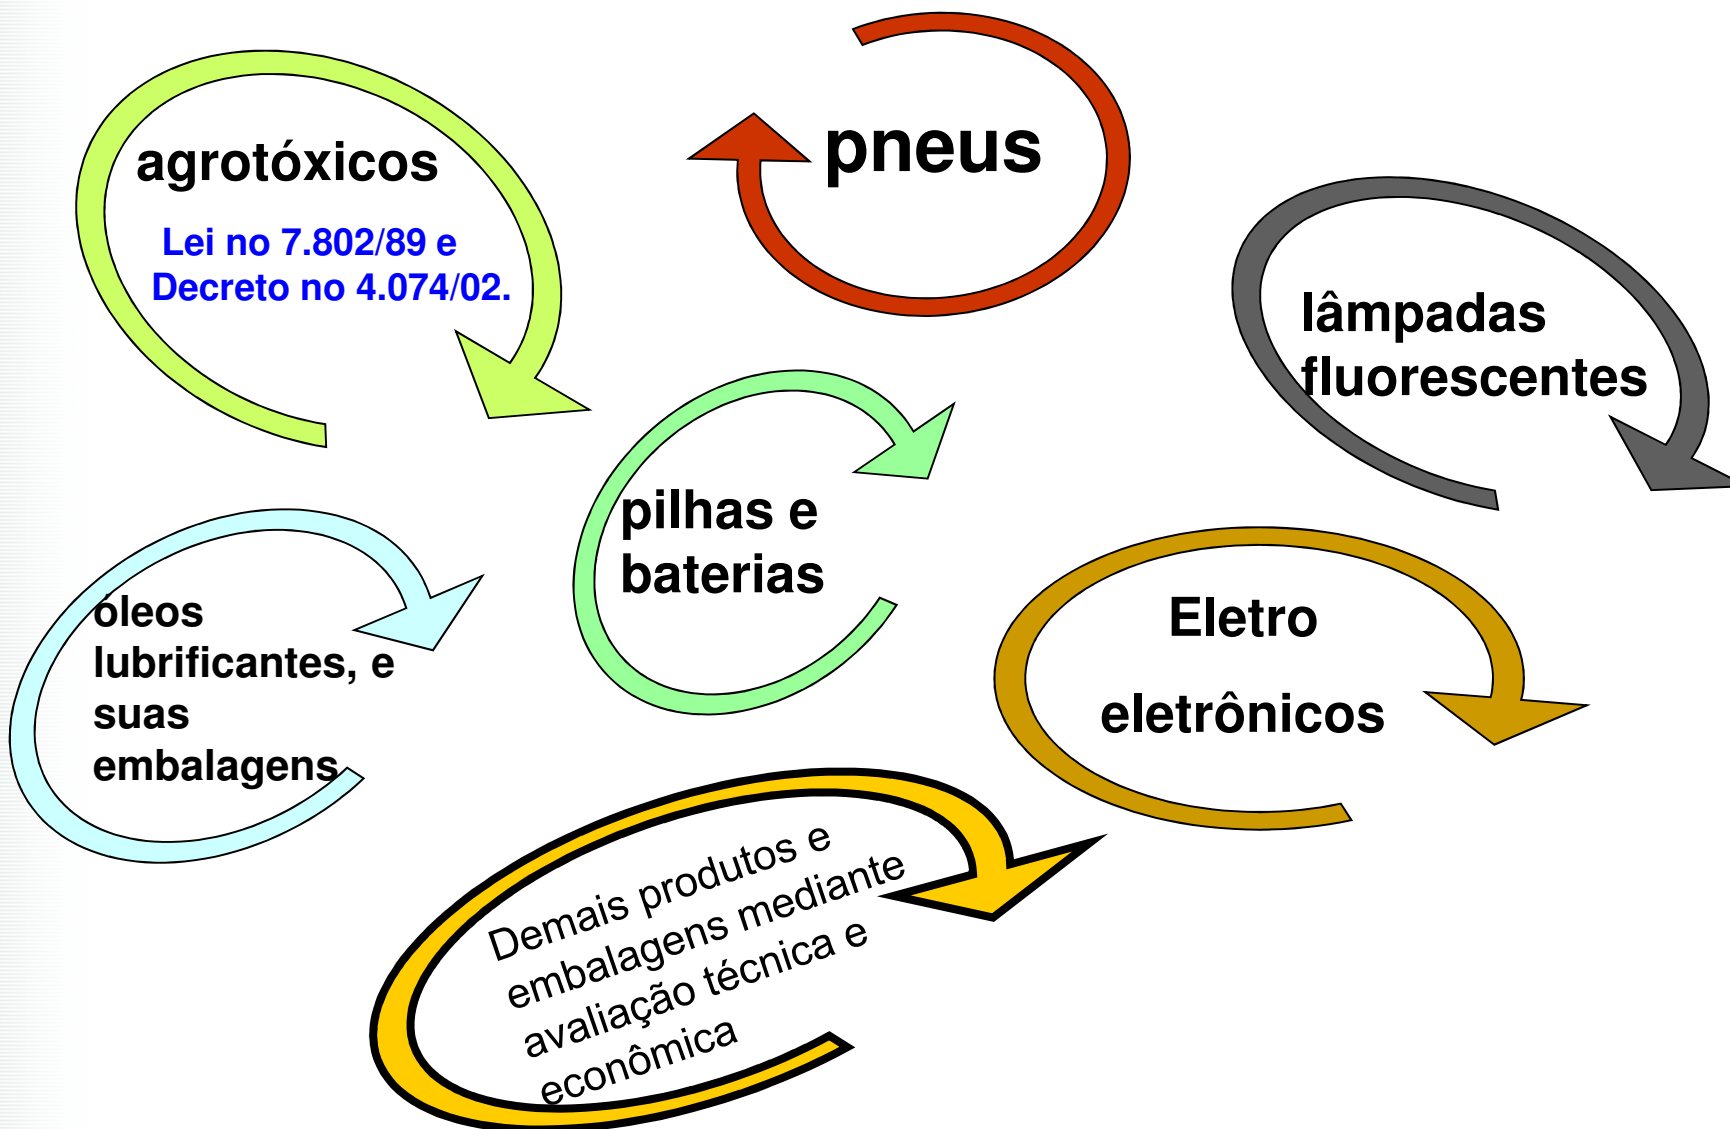 agrotóxicos
Lei no 7.802/89 e
Decreto no 4.074/02.
pneus
lâmpadas
fluorescentes
pilhas e
baterias
óleos
lubrificantes, e
suas
embalagens
Eletro
eletrônicos
Demais produtos e
embalagens mediante
avaliação técnica e
econômica